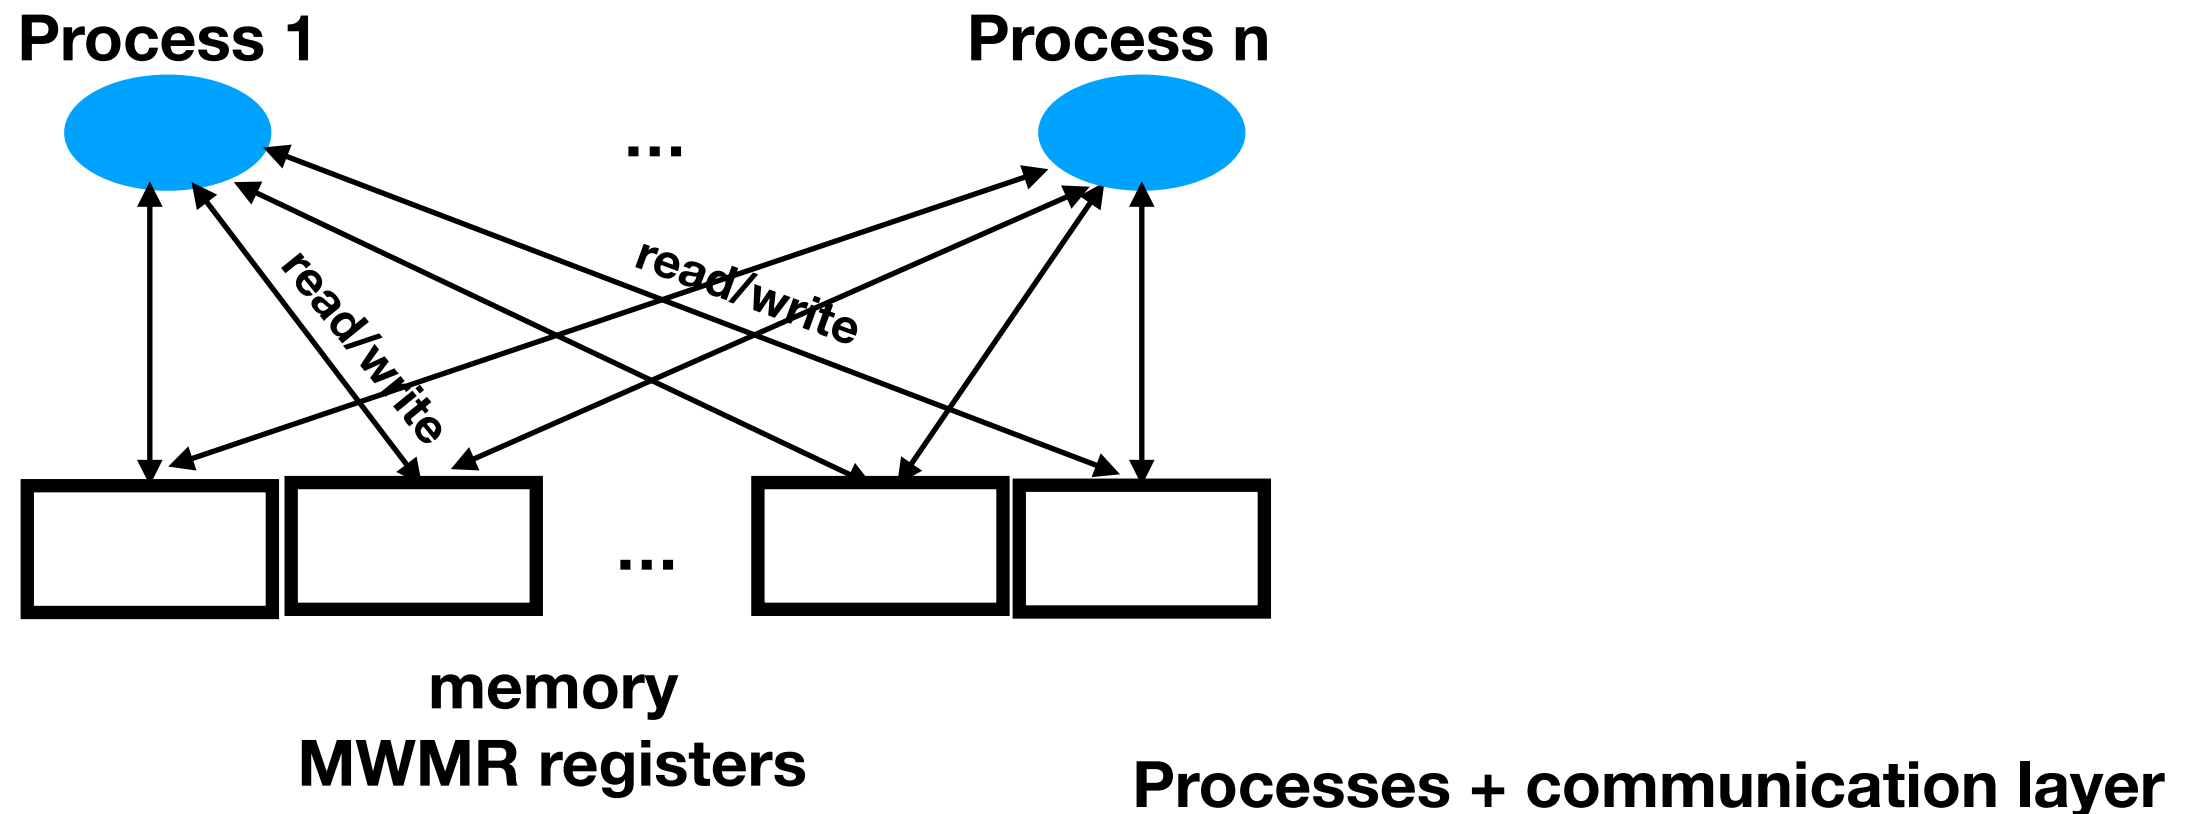 Process 1
Process n
...
read/write
read/write
...
memory
MWMR registers
Processes + communication layer